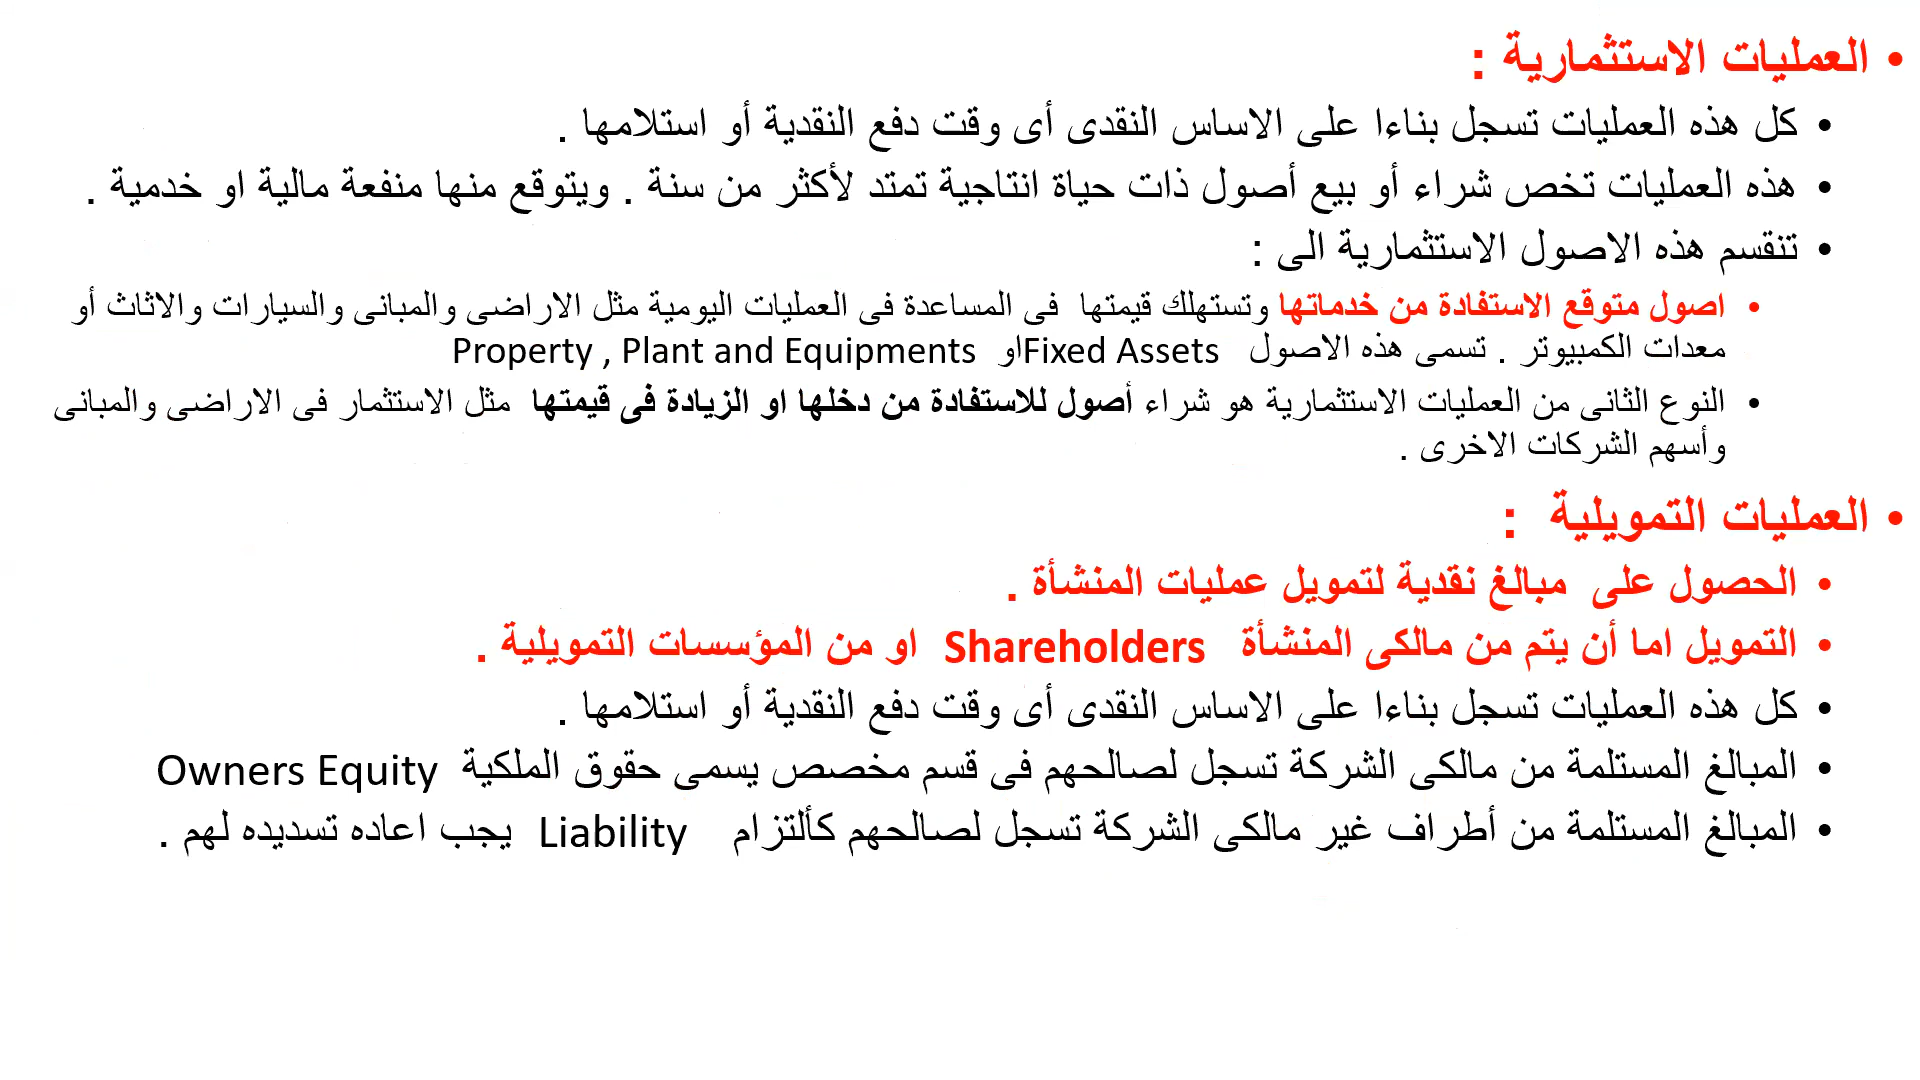 • العمليات الاستثمارية :
• كل هذه العمليات تسجل بناءا على الاساس النقدى أى وقت دفع النقدية أو استلامها .
• هذه العمليات تخص شراء أو بيع أصول ذات حياة انتاجية تمتد لأكثر من سنة . ويتوقع منها منفعة مالية او خدمية .
• تنقسم هذه الاصول الاستثمارية الى :
• اصول متوقع الاستفادة من خدماتها وتستهلك قيمتها فى المساعدة فى العمليات اليومية مثل الاراضى والمبانى والسيارات والاثاث أو
معدات الكمبيوتر . تسمى هذه الاصول Fixed Assets او Property , Plant and Equipments
• النوع الثانى من العمليات الاستثمارية هو شراء أصول للاستفادة من دخلها او الزيادة فى قيمتها مثل الاستثمار فى الاراضى والمبانى
وأسهم الشركات الاخرى .
• العمليات التمويلية :
• الحصول على مبالغ نقدية لتمويل عمليات المنشأة .
• التمويل اما أن يتم من مالكى المنشأة Shareholders او من المؤسسات التمويلية .
• كل هذه العمليات تسجل بناءا على الاساس النقدى أى وقت دفع النقدية أو استلامها .
• المبالغ المستلمة من مالكى الشركة تسجل لصالحهم فى قسم مخصص يسمى حقوق الملكية Owners Equity
• المبالغ المستلمة من أطراف غير مالكى الشركة تسجل لصالحهم كألتزام Liability يجب اعاده تسديده لهم .